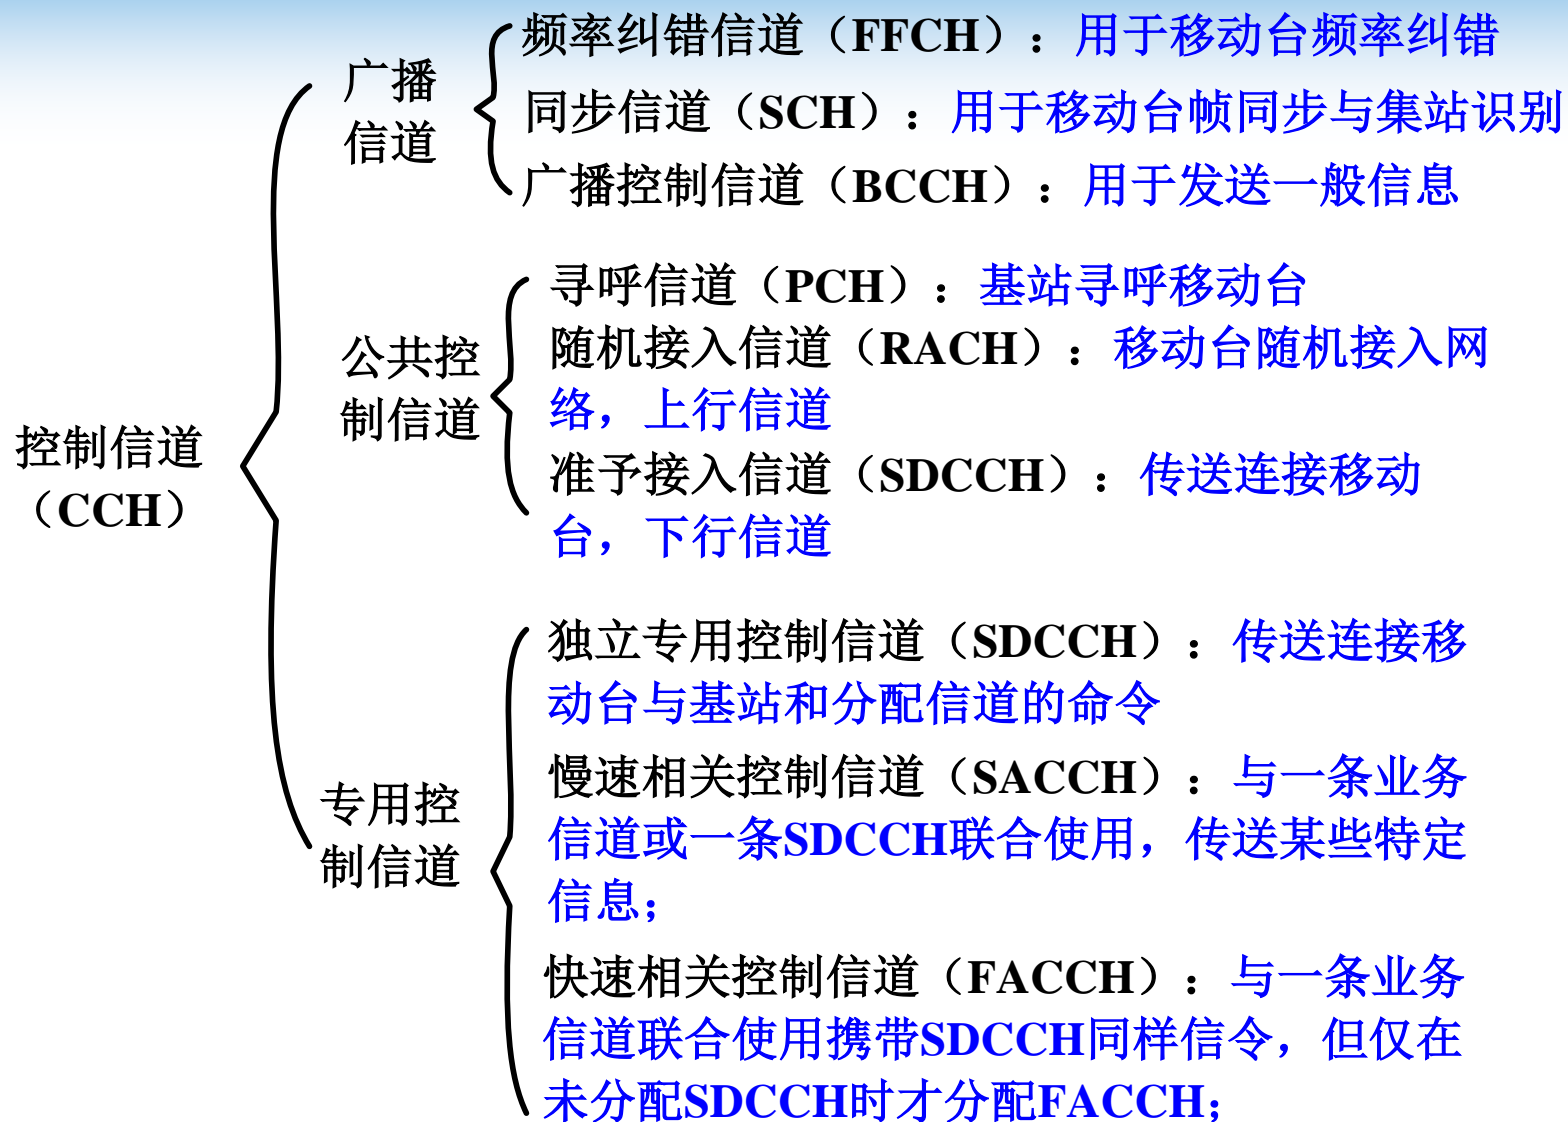 控制信道
（CCH）
广播
信道
频率纠错信道（FFCH）：用于移动台频率纠错
同步信道（SCH）：用于移动台帧同步与集站识别
广播控制信道（BCCH）：用于发送一般信息
公共控
制信道
寻呼信道（PCH）：基站寻呼移动台
随机接入信道（RACH）：移动台随机接入网
络，上行信道
准予接入信道（SDCCH）：传送连接移动
台，下行信道
专用控
制信道
独立专用控制信道（SDCCH）：传送连接移
动台与基站和分配信道的命令
慢速相关控制信道（SACCH）：与一条业务
信道或一条SDCCH联合使用，传送某些特定
信息；
快速相关控制信道（FACCH）：与一条业务
信道联合使用携带SDCCH同样信令，但仅在
未分配SDCCH时才分配FACCH；